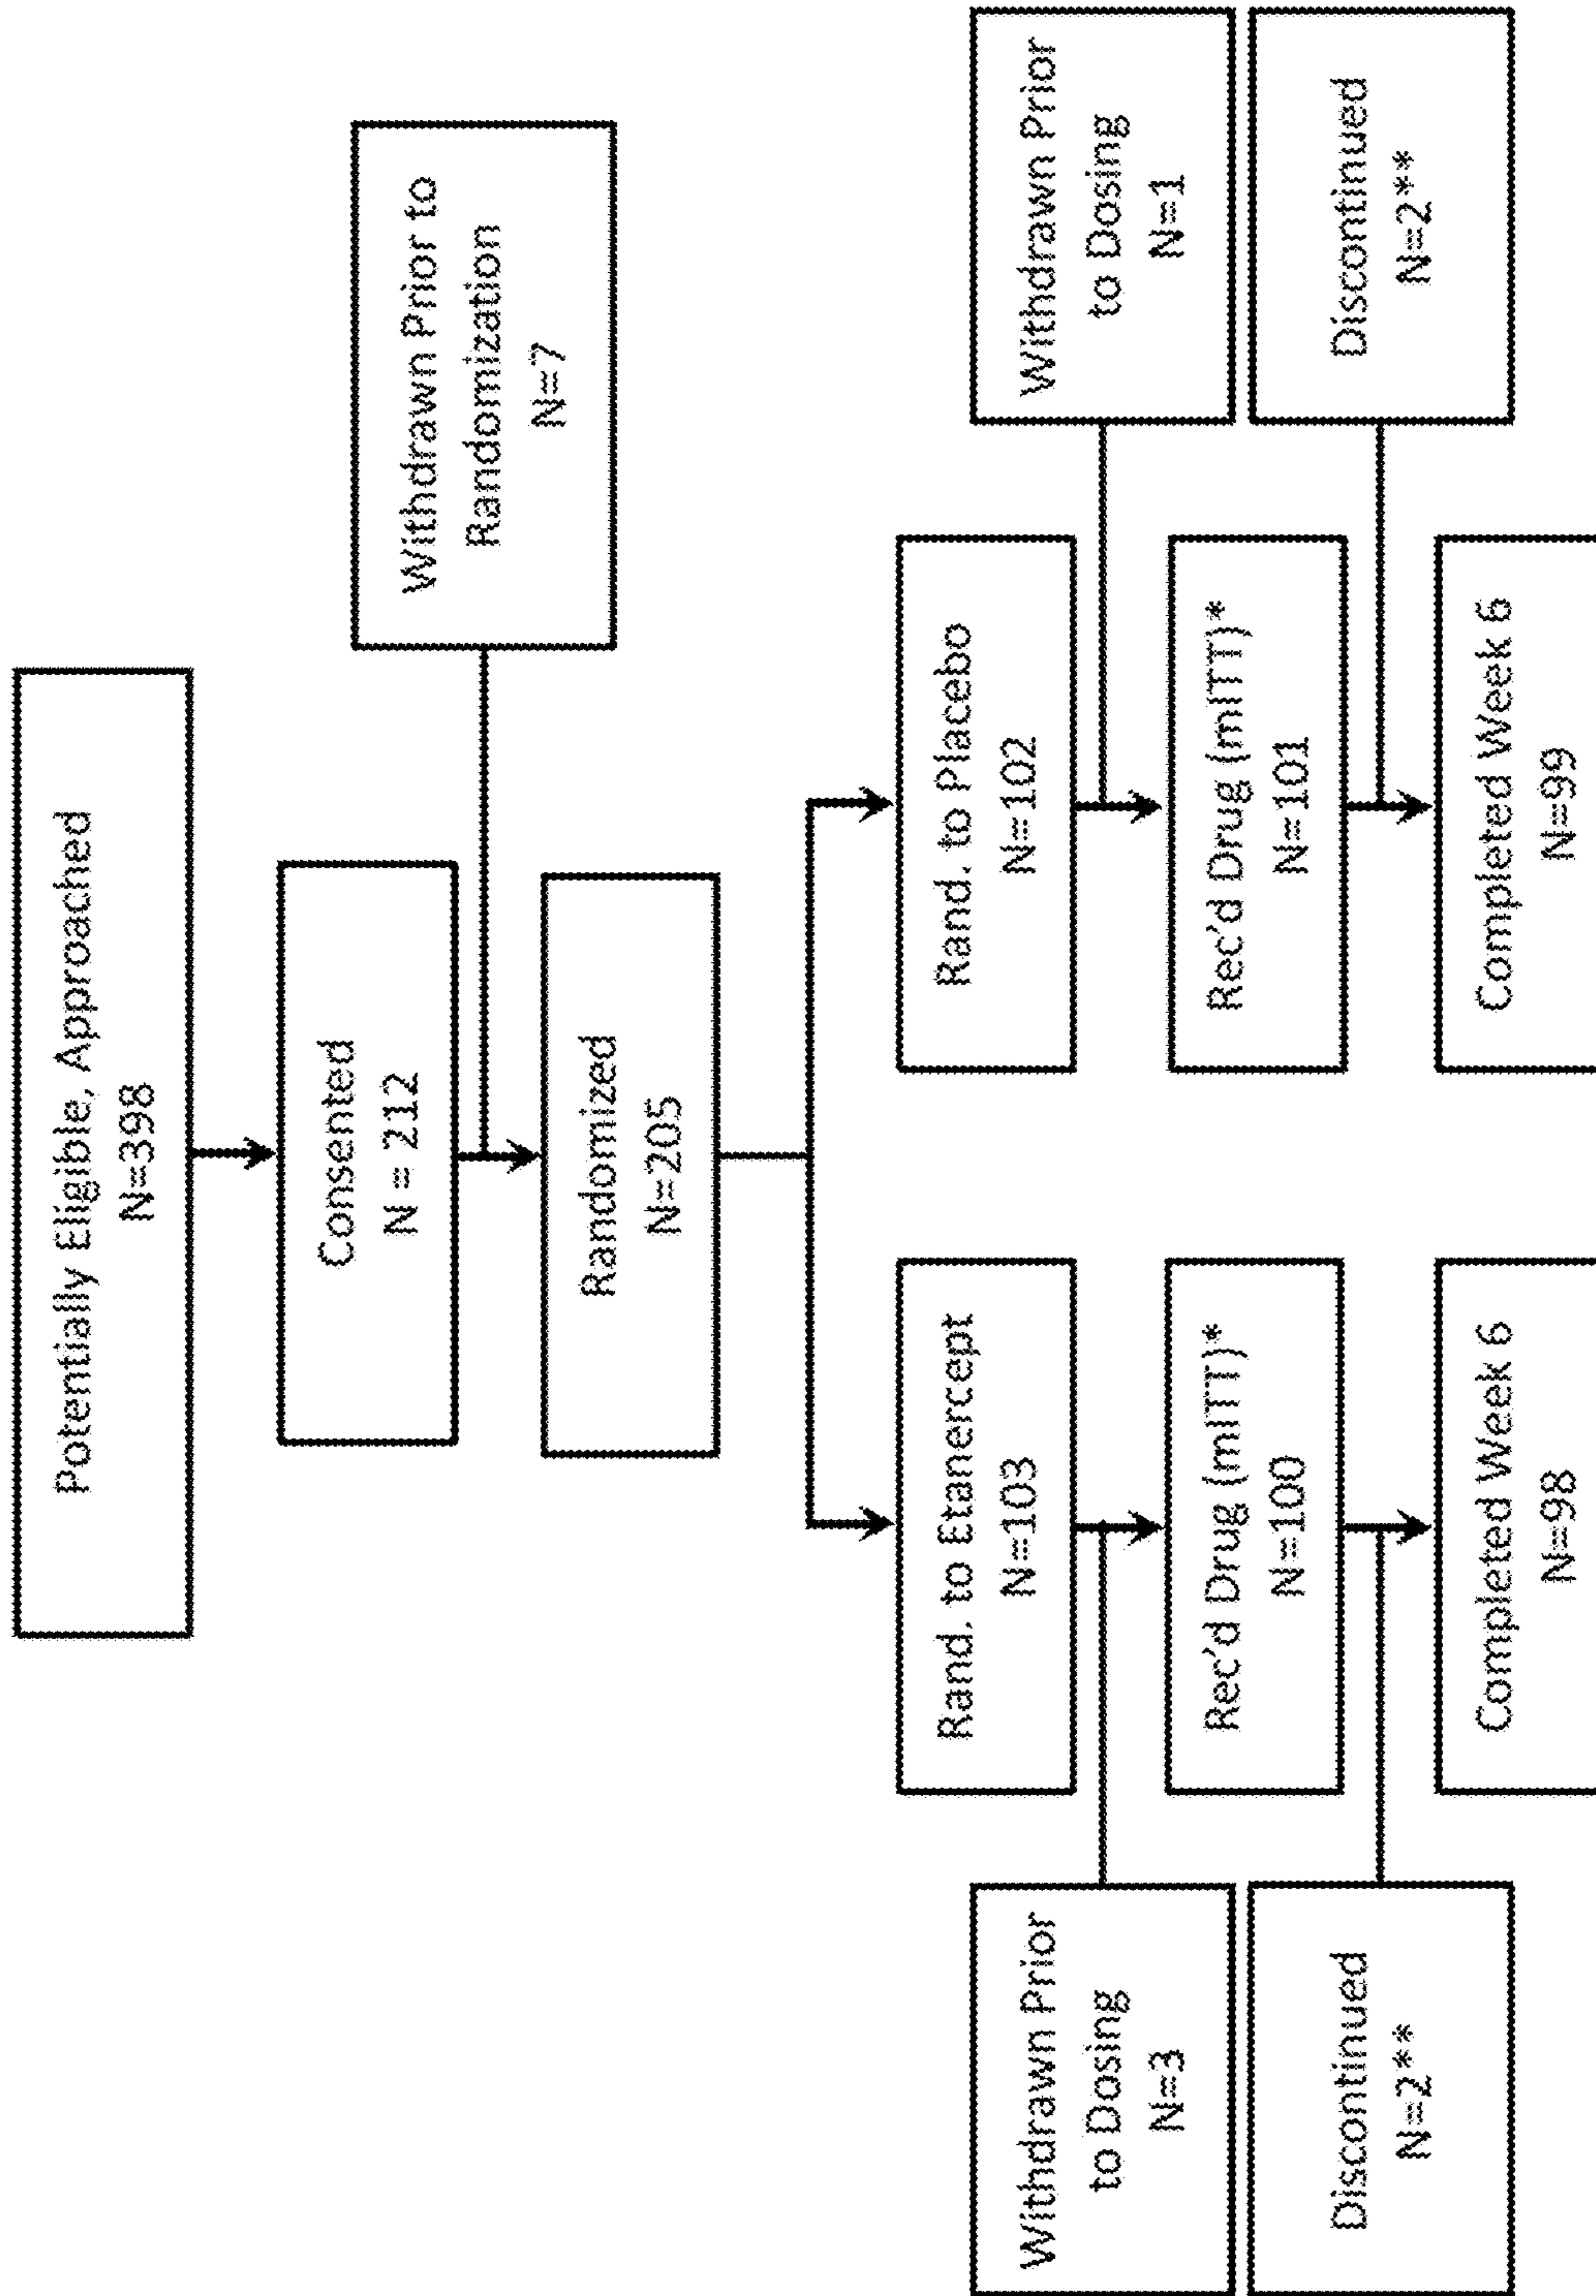 Potentially Eligible, Approached
N=398
Consented
N = 212
Withdrawn Prior to
Randomization
N=7
Randomized
N=205
Rand. to Etanercept
N=103
Rand. to Placebo
N=102
Withdrawn Prior
to Dosing
N=3
Withdrawn Prior
to Dosing
N=1
Rec'd Drug (mITT)*
N=100
Rec'd Drug (mITT)*
N=101
Discontinued
N=2**
Discontinued
N=2**
Completed Week 6
N=98
Completed Week 6
N=99